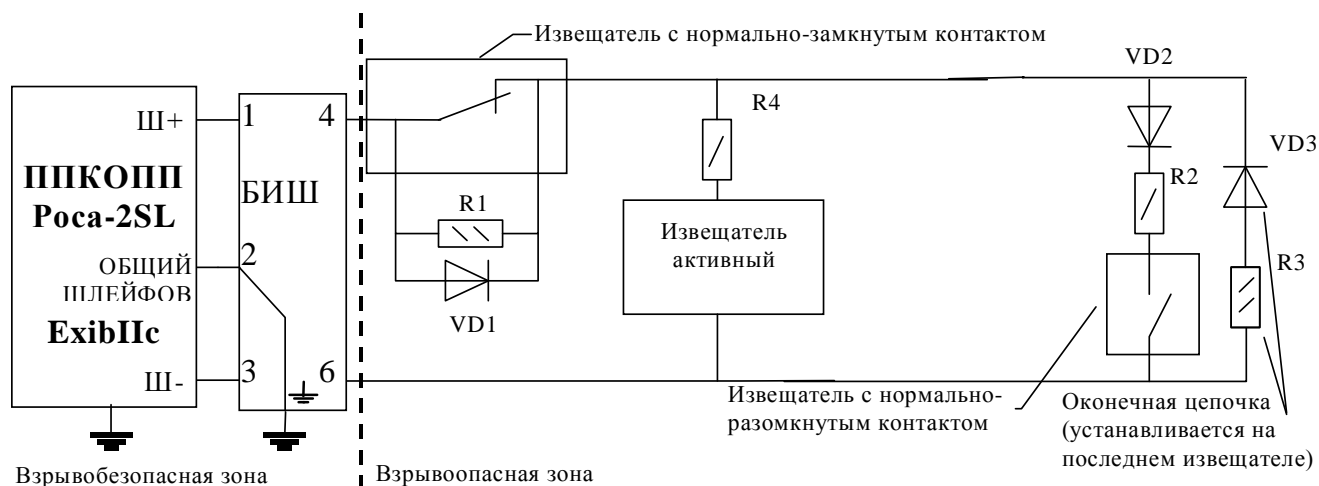 Извещатель с нормально-замкнутым контактом
VD2
Ш+
1
4
R4
VD3
ППКОПП
Роса-2SL
БИШ
R1
R2
Извещатель
активный
ОБЩИЙ
ШЛЕЙФОВ
2
R3
ExibIIc
VD1
Ш-
3
6
Извещатель с нормально-
разомкнутым контактом
Оконечная цепочка
(устанавливается на
последнем извещателе)
Взрывобезопасная зона
Взрывоопасная зона